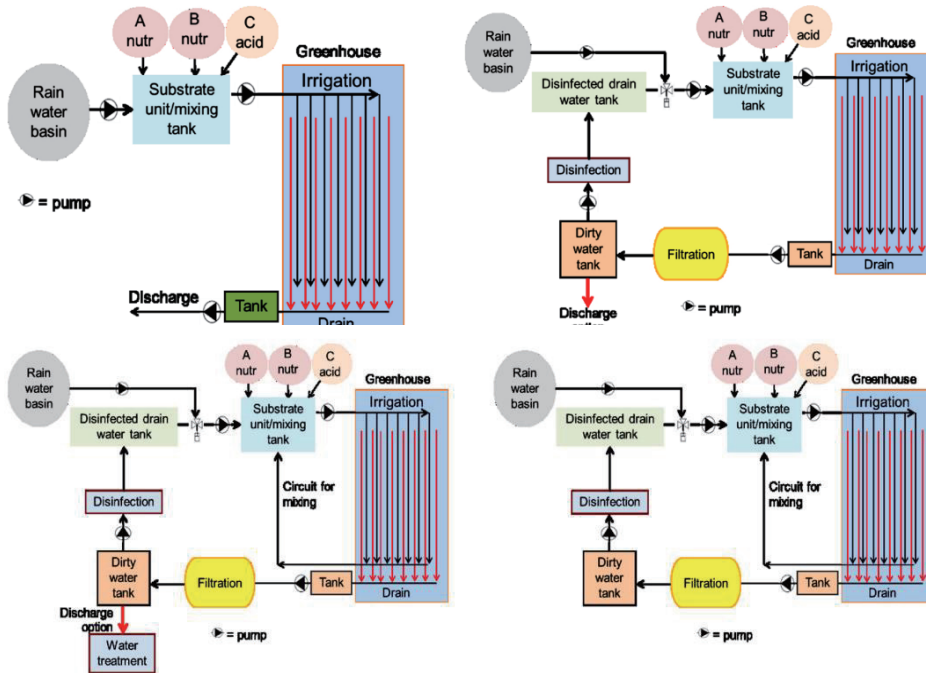 A
nutr
B
nutr
C
acid
Greenhouse
Rain
water
basin
Substrate
unit/mixing
tank
Irrigation
= pump
Discharge
Tank
Drain
A
nutr
B
nutr
C
acid
Greenhouse
Rain
water
basin
Disinfected drain
water tank
Substrate
unit/mixing
tank
Irrigation
Disinfection
Dirty
water
tank
Filtration
Tank
Drain
Discharge
= pump
A
nutr
B
nutr
C
acid
Greenhouse
Rain
water
basin
Disinfected drain
water tank
Substrate
unit/mixing
tank
Irrigation
Circuit for
mixing
Disinfection
Dirty
water
tank
Filtration
Tank
Drain
Discharge
option
= pump
Water
treatment
A
nutr
B
nutr
C
acid
Greenhouse
Rain
water
basin
Disinfected drain
water tank
Substrate
unit/mixing
tank
Irrigation
Circuit for
mixing
Disinfection
Dirty
water
tank
Filtration
Tank
Drain
= pump